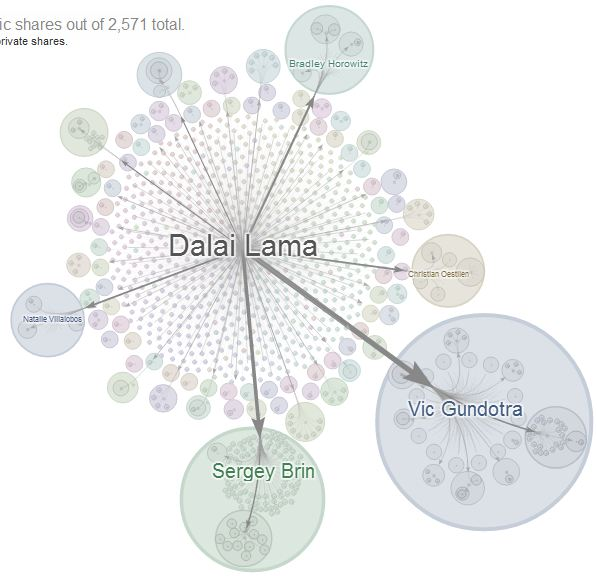 ic shares out of 2,571 total.
rivate shares.
Bradley Horowitz
Dalai Lama
Christian Oestlien
Natalie Villalobos
Vic Gundotra
Sergey Brin